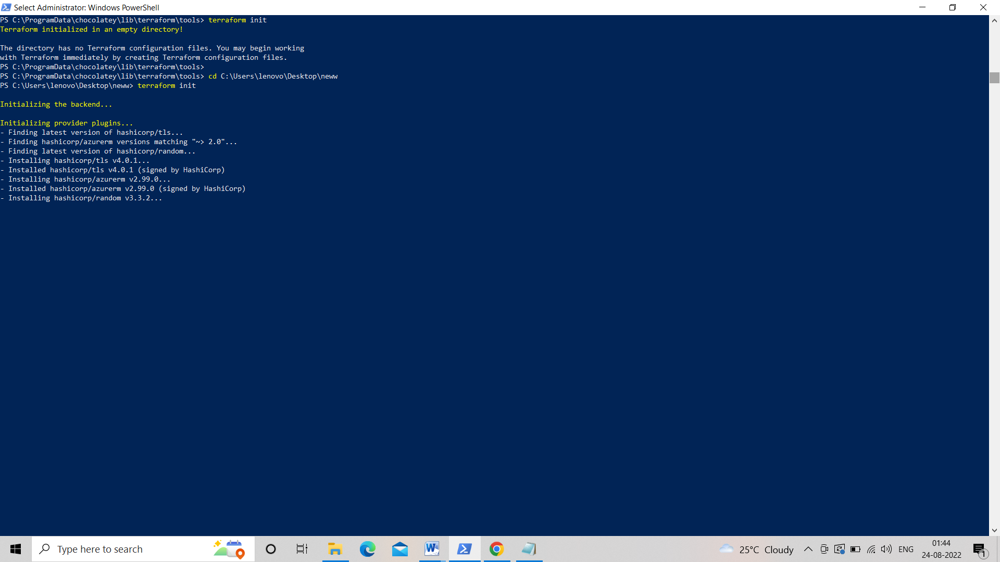 Select Administrator: Windows PowerShell
PS C:\ProgramData\chocolatey\lib\terraform\tools> terraform init
Terraform initialized in an empty directory!
The directory has no Terraform configuration files. You may begin working
with Terraform immediately by creating Terraform configuration files.
PS C:\ProgramData\chocolatey\lib\terraform\tools>
PS C:\ProgramData\chocolatey\lib\terraform\tools> cd C:\Users\lenovo\Desktop\neww
PS C:\Users\lenovo\Desktop\neww> terraform init
Initializing the backend...
Initializing provider plugins...
- Finding latest version of hashicorp/tls...
- Finding hashicorp/azurerm versions matching "~> 2.0"...
- Finding latest version of hashicorp/random...
- Installing hashicorp/tls v4.0.1...
- Installed hashicorp/tls v4.0.1 (signed by HashiCorp)
- Installing hashicorp/azurerm v2.99.0...
- Installed hashicorp/azurerm v2.99.0 (signed by HashiCorp)
- Installing hashicorp/random v3.3.2...
Type here to search
25°C Cloudy
ENG
01:44
24-08-2022
1